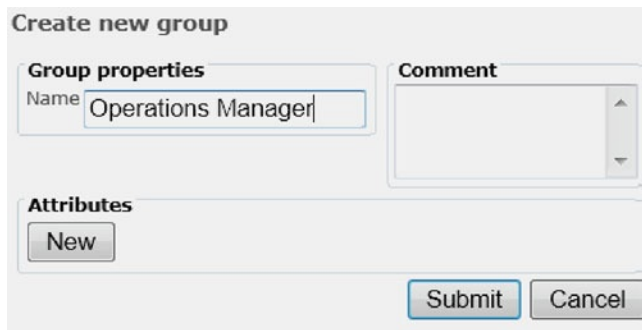 Create new group
Group properties
Name Operations Manager
Comment
Attributes
New
Submit Cancel